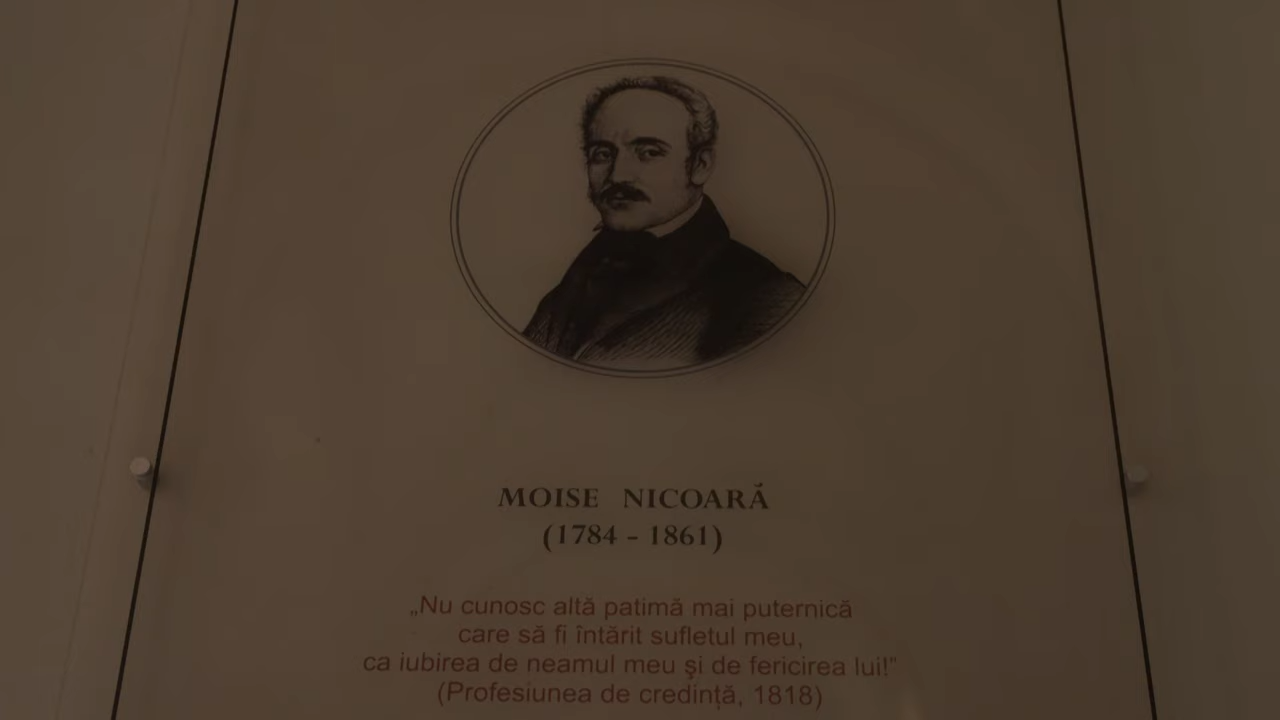 MOISE NICOARĂ
(1784 - 1861)
„Nu cunosc altă patimă mai puternică
care să fi întărit sufletul meu,
ca iubirea de neamul meu şi de fericirea lui!”
(Profesiunea de credinţă, 1818)